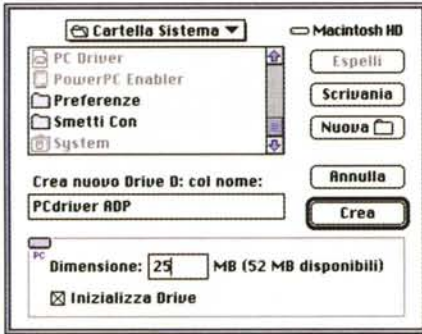 Cartella Sistema
Macintosh HD
PC Driver
PowerPC Enabler
Preferenze
Smetti Con
System
Espelli
Scrivania
Nuova
Crea nuovo Drive D: col nome:
PCdriver ADP
Annulla
Crea
PC
Dimensione: 25 MB (52 MB disponibili)
Inizializza Drive